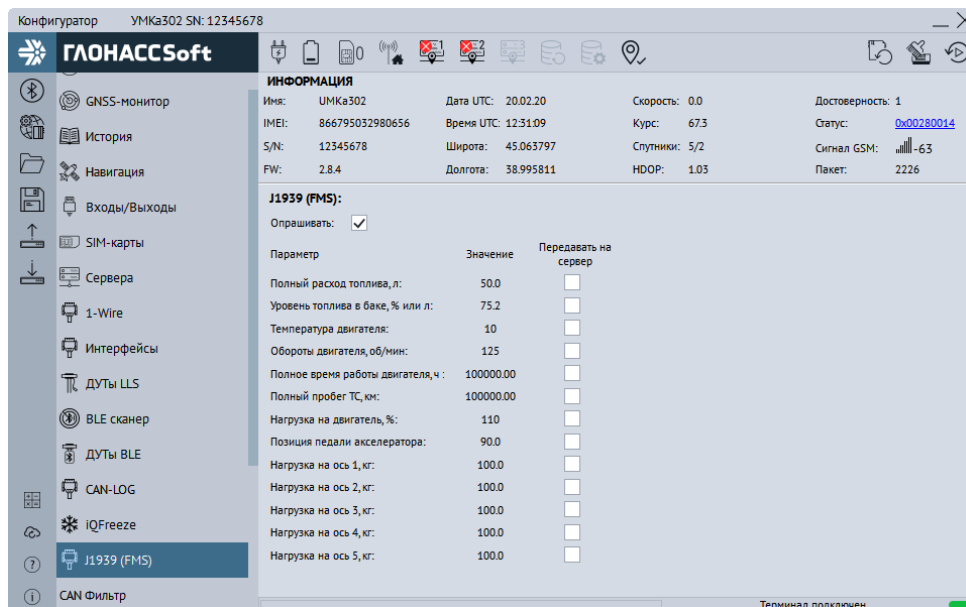 Конфигуратор УМКа302 SN: 12345678
ГЛОНАССSoft
0 1 2
GNSS-монитор
История
Навигация
Входы/Выходы
SIM-карты
Сервера
1-Wire
Интерфейсы
ДУТы LLS
BLE сканер
ДУТы BLE
CAN-LOG
iQFreeze
J1939 (FMS)
CAN Фильтр
ИНФОРМАЦИЯ
Имя: UMKa302 Дата UTC: 20.02.20 Скорость: 0.0 Достоверность: 1
IMEI: 866795032980656 Время UTC: 12:31:09 Курс: 67.3 Статус: 0x00280014
S/N: 12345678 Широта: 45.063797 Спутники: 5/2 Сигнал GSM: -63
FW: 2.8.4 Долгота: 38.995811 HDOP: 1.03 Пакет: 2226
J1939 (FMS):
Опрашивать:
Параметр Значение Передавать на
сервер
Полный расход топлива, л: 50.0
Уровень топлива в баке, % или л: 75.2
Температура двигателя: 10
Обороты двигателя, об/мин: 125
Полное время работы двигателя, ч : 100000.00
Полный пробег ТС, км: 100000.00
Нагрузка на двигатель, %: 110
Позиция педали акселератора: 90.0
Нагрузка на ось 1, кг: 100.0
Нагрузка на ось 2, кг: 100.0
Нагрузка на ось 3, кг: 100.0
Нагрузка на ось 4, кг: 100.0
Нагрузка на ось 5, кг: 100.0
Терминал подключен